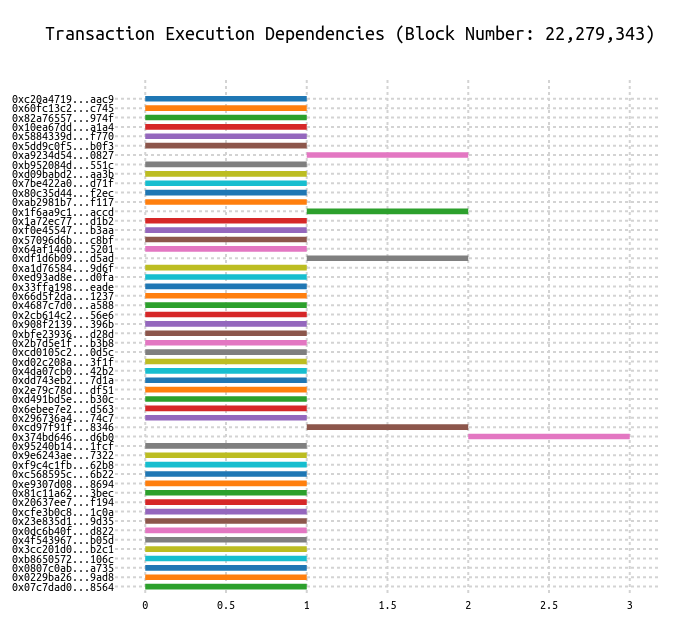 Transaction Execution Dependencies (Block Number: 22,279,343)
0xc20a4719...aac9
0x60fc13c2...c745
0x82a76557...974f
0x10ea67dd...a1a4
0x5884339d...f770
0x5dd9c0f5...b0f3
0xa9234d54...0827
0xb952084d...551c
0xd09babd2...aa3b
0x7be422a0...d71f
0x80c35d44...f2ec
0xab2981b7...f117
0x1f6aa9c1...accd
0x1a72ec77...d1b2
0xf0e45547...b3aa
0x57096d6b...c8bf
0x64af14d0...5201
0xdf1d6b09...d5ad
0xa1d76584...9d6f
0xed93ad8e...d0fa
0x33ffa198...eade
0x66d5f2da...1237
0x4687c7d0...a588
0x2cb614c2...56e6
0x908f2139...396b
0xbfe23936...d28d
0x2b7d5e1f...b3b8
0xcd0105c2...0d5c
0xd02c208a...3f1f
0x4da07cb0...42b2
0xdd743eb2...7d1a
0x2e79c78d...df51
0xd491bd5e...b30c
0x6ebee7e2...d563
0x296736a4...74c7
0xcd97f91f...8346
0x374bd646...d6b0
0x95240b14...1fcf
0x9e6243ae...7322
0xf9c4c1fb...62b8
0xc568595c...6b22
0xe9307d08...8694
0x81c11a62...3bec
0x20637ee7...f194
0xcfe3b0c8...1c0a
0x23e835d1...9d35
0x0dc6b40f...d822
0x4f543967...b05d
0x3cc201d0...b2c1
0xb8650572...106c
0x0807c0ab...a735
0x0229ba26...9ad8
0x07c7dad0...8564
0 0.5 1 1.5 2 2.5 3